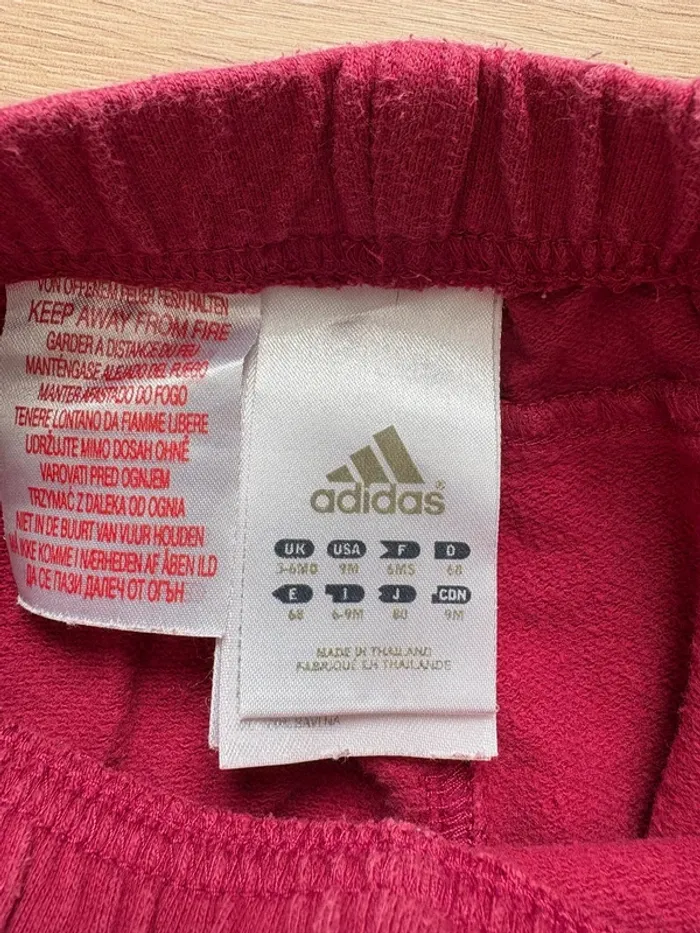 VON OFFENEM FEUER FERN HALTEN
KEEP AWAY FROM FIRE
GARDER A DISTANCE DU FEU
MANTÉNGASE ALEJADO DEL FUEGO
MANTER AFASTADO DO FOGO
TENERE LONTANO DA FIAMME LIBERE
UDRŽUJTE MIMO DOSAH OHNĚ
VAROVATI PRED OGNJEM
TRZYMAĆ Z DALEKA OD OGNIA
NIET IN DE BUURT VAN VUUR HOUDEN
MÅ IKKE KOMME I NÆRHEDEN AF ÅBEN ILD
ДА СЕ ПАЗИ ДАЛЕЧ ОТ ОГЪН
adidas®
UK USA F D
3-6MO 9M 6MS 68
E I J CDN
68 6-9M 80 9M
MADE IN THAILAND
FABRIQUÉ EN THAILANDE